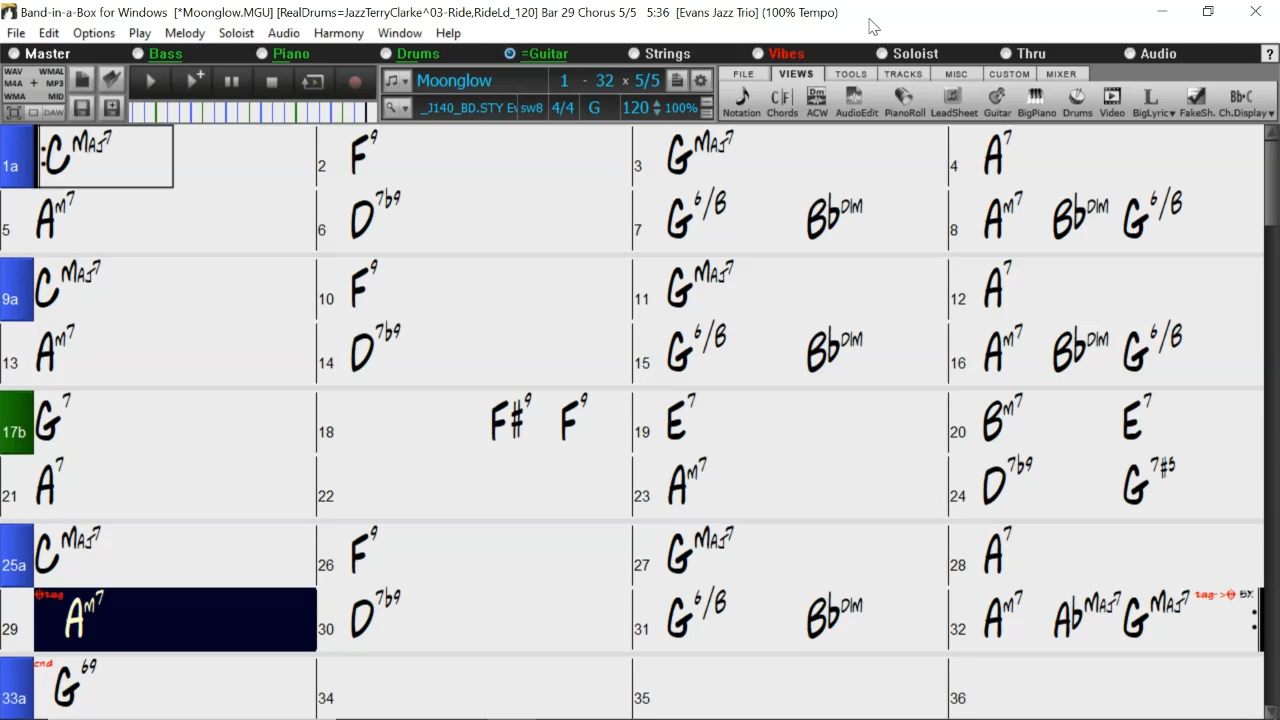 Band-in-a-Box for Windows [*Moonglow.MGU] [RealDrums=JazzTerryClarke^03-Ride,RideLd_120] Bar 29 Chorus 5/5 5:36 [Evans Jazz Trio] (100% Tempo)
File Edit Options Play Melody Soloist Audio Harmony Window Help
Master Bass Piano Drums =Guitar Strings Vibes Soloist Thru Audio ?
WAV WMAL
M4A + MP3
WMA MID
DAW
Moonglow 1 - 32 x 5/5
_J140_BD.STY Ev sw8 4/4 G 120 100%
FILE VIEWS TOOLS TRACKS MISC CUSTOM MIXER
C|F| Dm Bb▸C
Notation Chords ACW AudioEdit PianoRoll LeadSheet Guitar BigPiano Drums Video BigLyric FakeSh. Ch.Display
1a CMAJ7 2 F9 3 GMAJ7 4 A7
5 Am7 6 D7b9 7 G6/B BbDIM 8 Am7 BbDIM G6/B
9a CMAJ7 10 F9 11 GMAJ7 12 A7
13 Am7 14 D7b9 15 G6/B BbDIM 16 Am7 BbDIM G6/B
17b G7 18 F#9 F9 19 E7 20 Bm7 E7
21 A7 22 23 Am7 24 D7b9 G7#5
25a CMAJ7 26 F9 27 GMAJ7 28 A7
tag tag-> 5x
29 Am7 30 D7b9 31 G6/B BbDIM 32 Am7 AbMAJ7 GMAJ7
end
33a G69 34 35 36